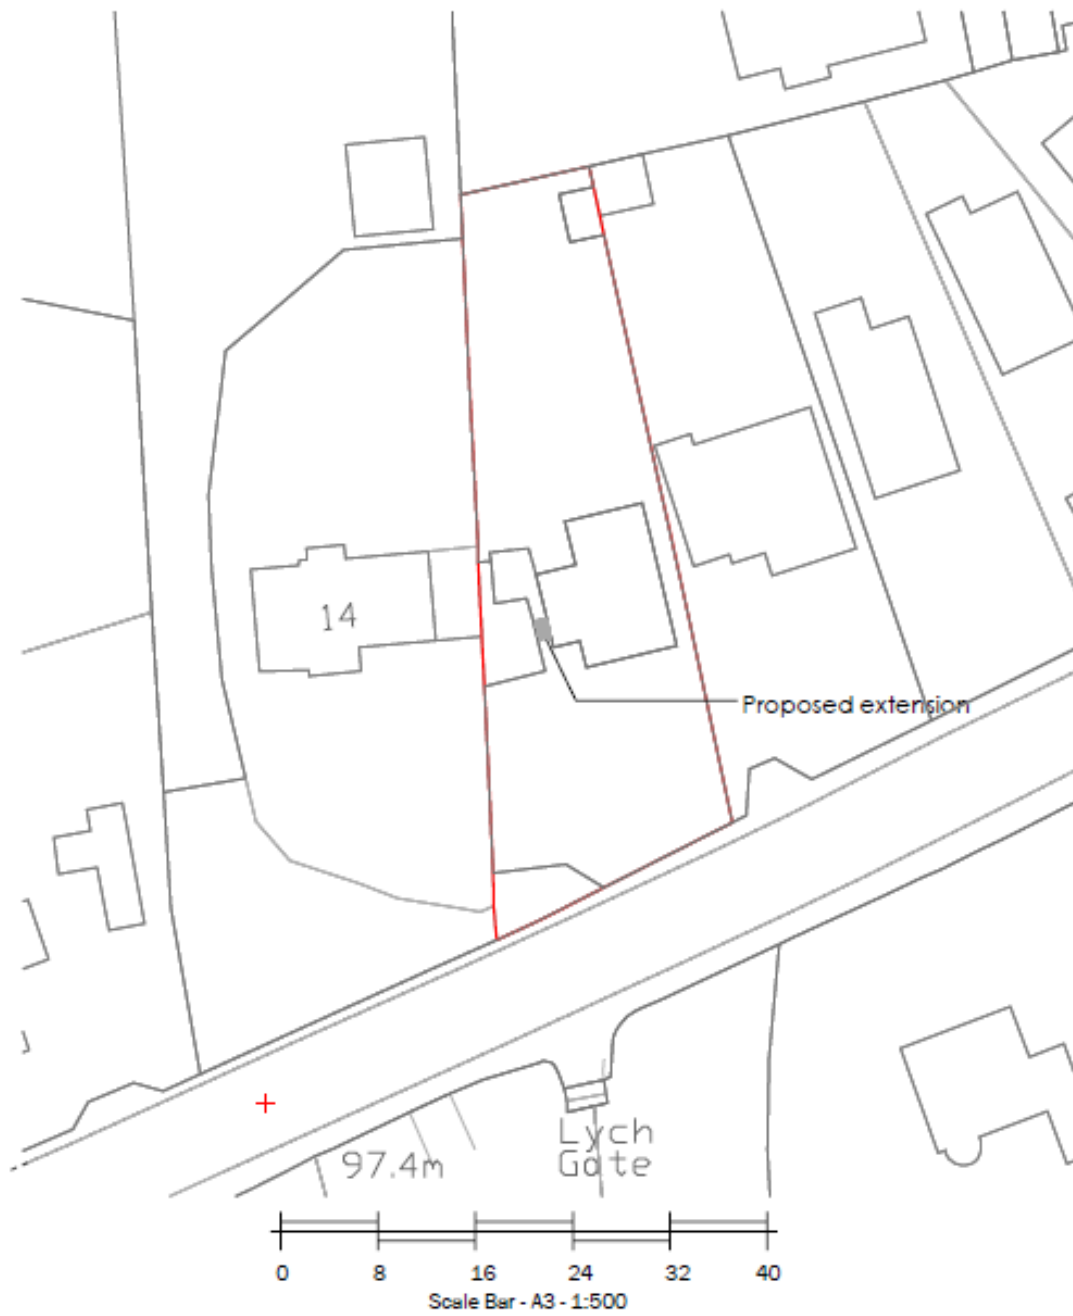 14
Proposed extension
Lych
Gate
97.4m
0 8 16 24 32 40
Scale Bar - A3 - 1:500